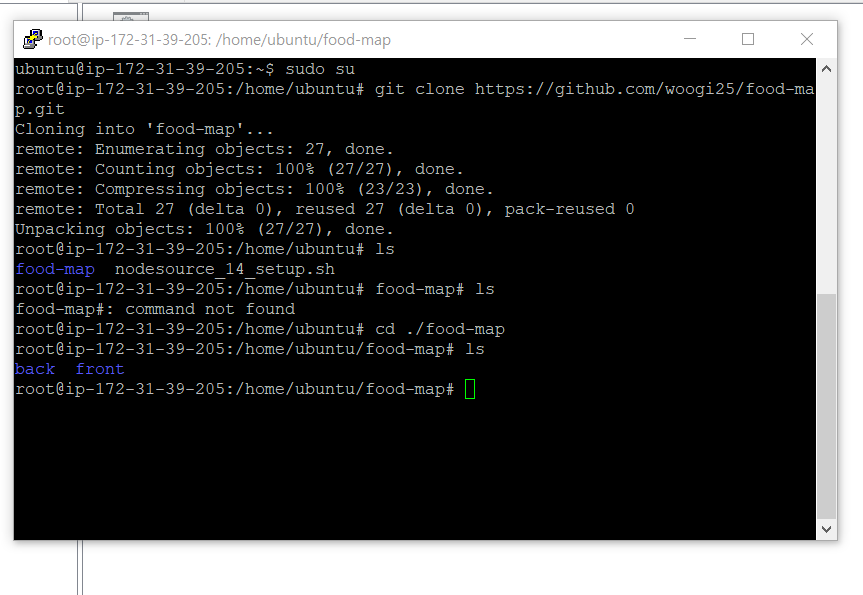 root@ip-172-31-39-205: /home/ubuntu/food-map
ubuntu@ip-172-31-39-205:~$ sudo su
root@ip-172-31-39-205:/home/ubuntu# git clone https://github.com/woogi25/food-ma
p.git
Cloning into 'food-map'...
remote: Enumerating objects: 27, done.
remote: Counting objects: 100% (27/27), done.
remote: Compressing objects: 100% (23/23), done.
remote: Total 27 (delta 0), reused 27 (delta 0), pack-reused 0
Unpacking objects: 100% (27/27), done.
root@ip-172-31-39-205:/home/ubuntu# ls
food-map  nodesource_14_setup.sh
root@ip-172-31-39-205:/home/ubuntu# food-map# ls
food-map#: command not found
root@ip-172-31-39-205:/home/ubuntu# cd ./food-map
root@ip-172-31-39-205:/home/ubuntu/food-map# ls
back  front
root@ip-172-31-39-205:/home/ubuntu/food-map#